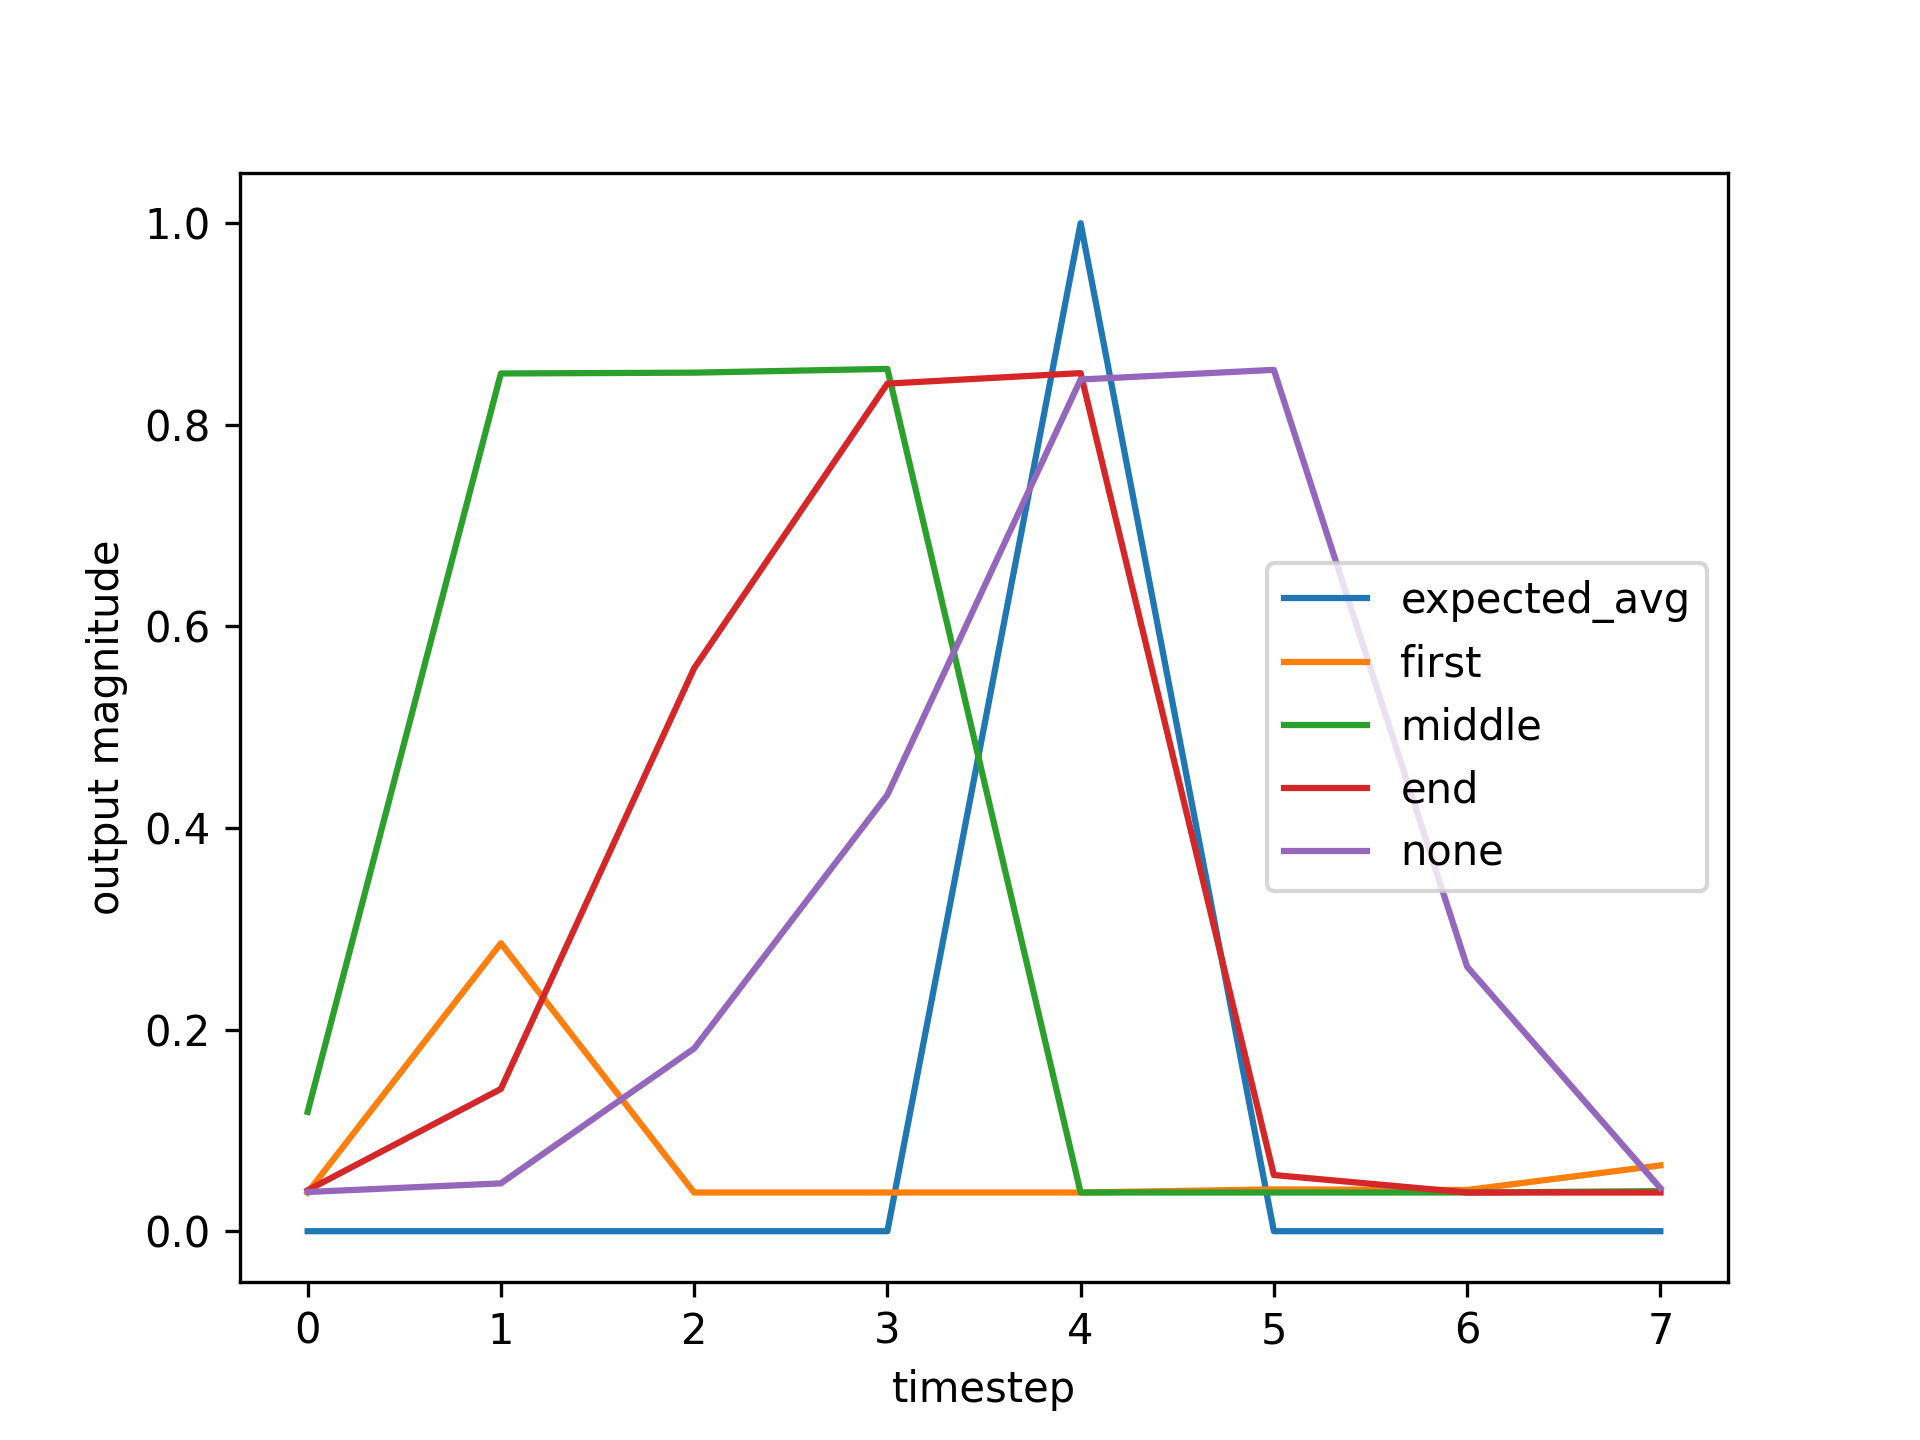 1.0
0.8
0.6
0.4
0.2
0.0
output magnitude
expected_avg
first
middle
end
none
0 1 2 3 4 5 6 7
timestep